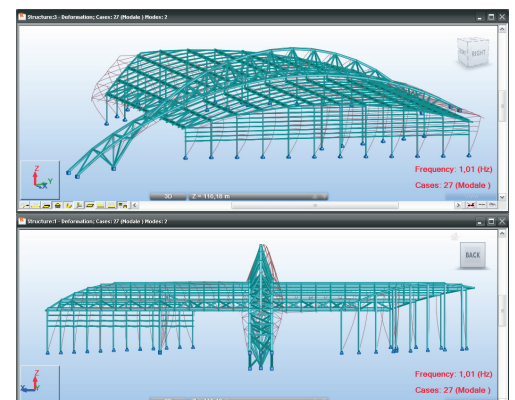 Structure:3 - Deformation; Cases: 27 (Modale ) Modes: 2
RIGHT
Z
Y
Frequency: 1,01 (Hz)
Cases: 27 (Modale )
3D Z = 116,18 m
Structure:1 - Deformation; Cases: 27 (Modale ) Modes: 2
BACK
Z
X
Frequency: 1,01 (Hz)
Cases: 27 (Modale )